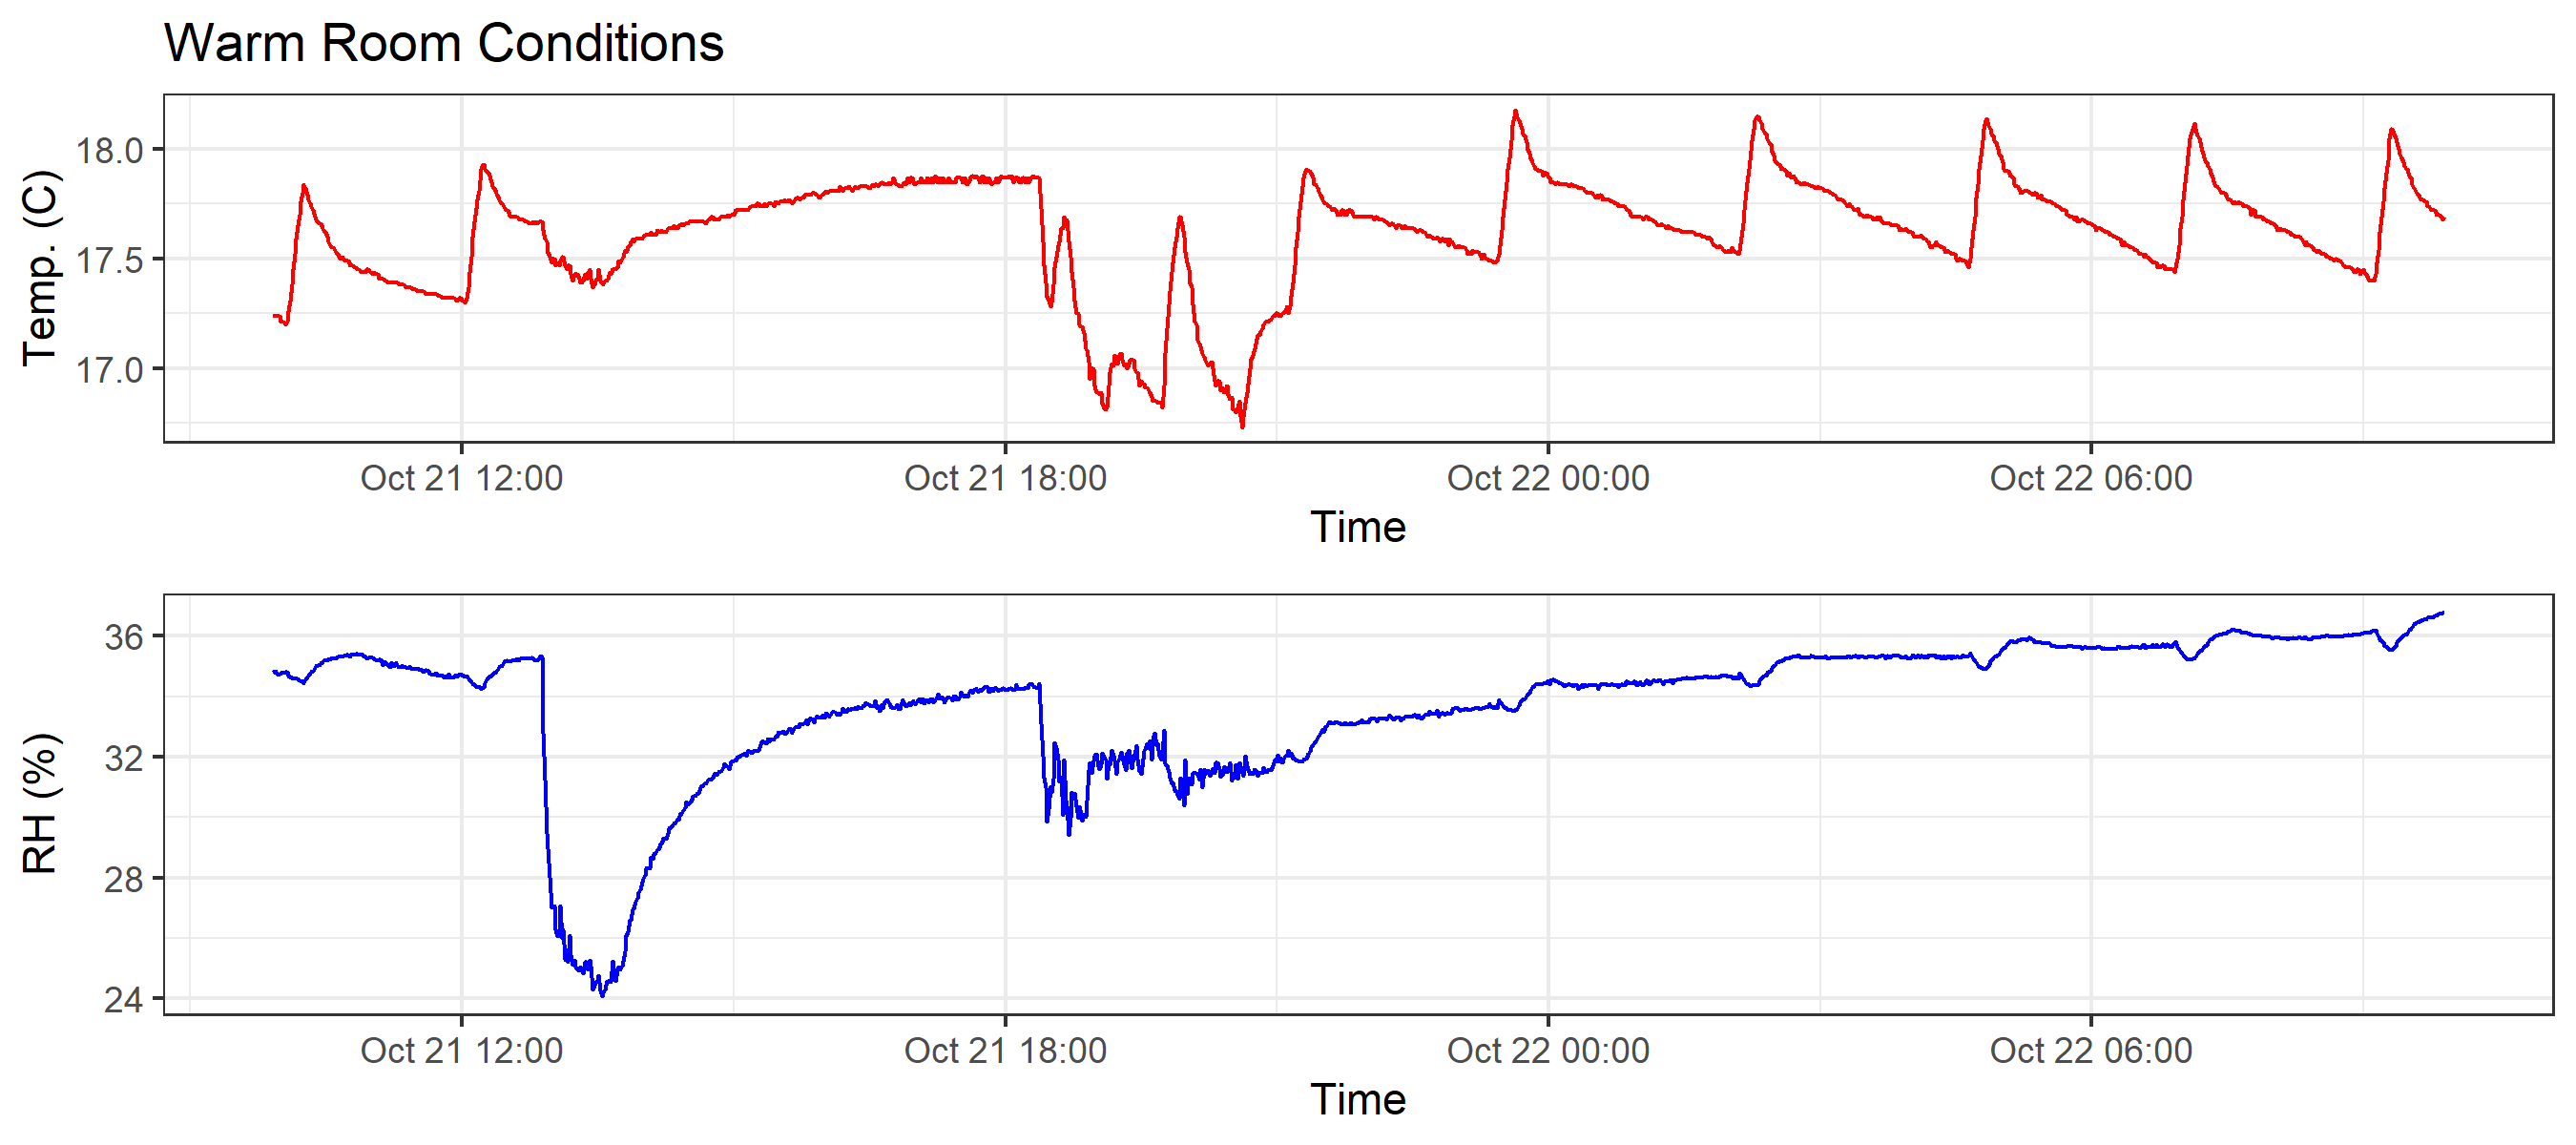 Warm Room Conditions
Temp. (C)
18.0
17.5
17.0
Oct 21 12:00 Oct 21 18:00 Oct 22 00:00 Oct 22 06:00
Time
RH (%)
36
32
28
24
Oct 21 12:00 Oct 21 18:00 Oct 22 00:00 Oct 22 06:00
Time